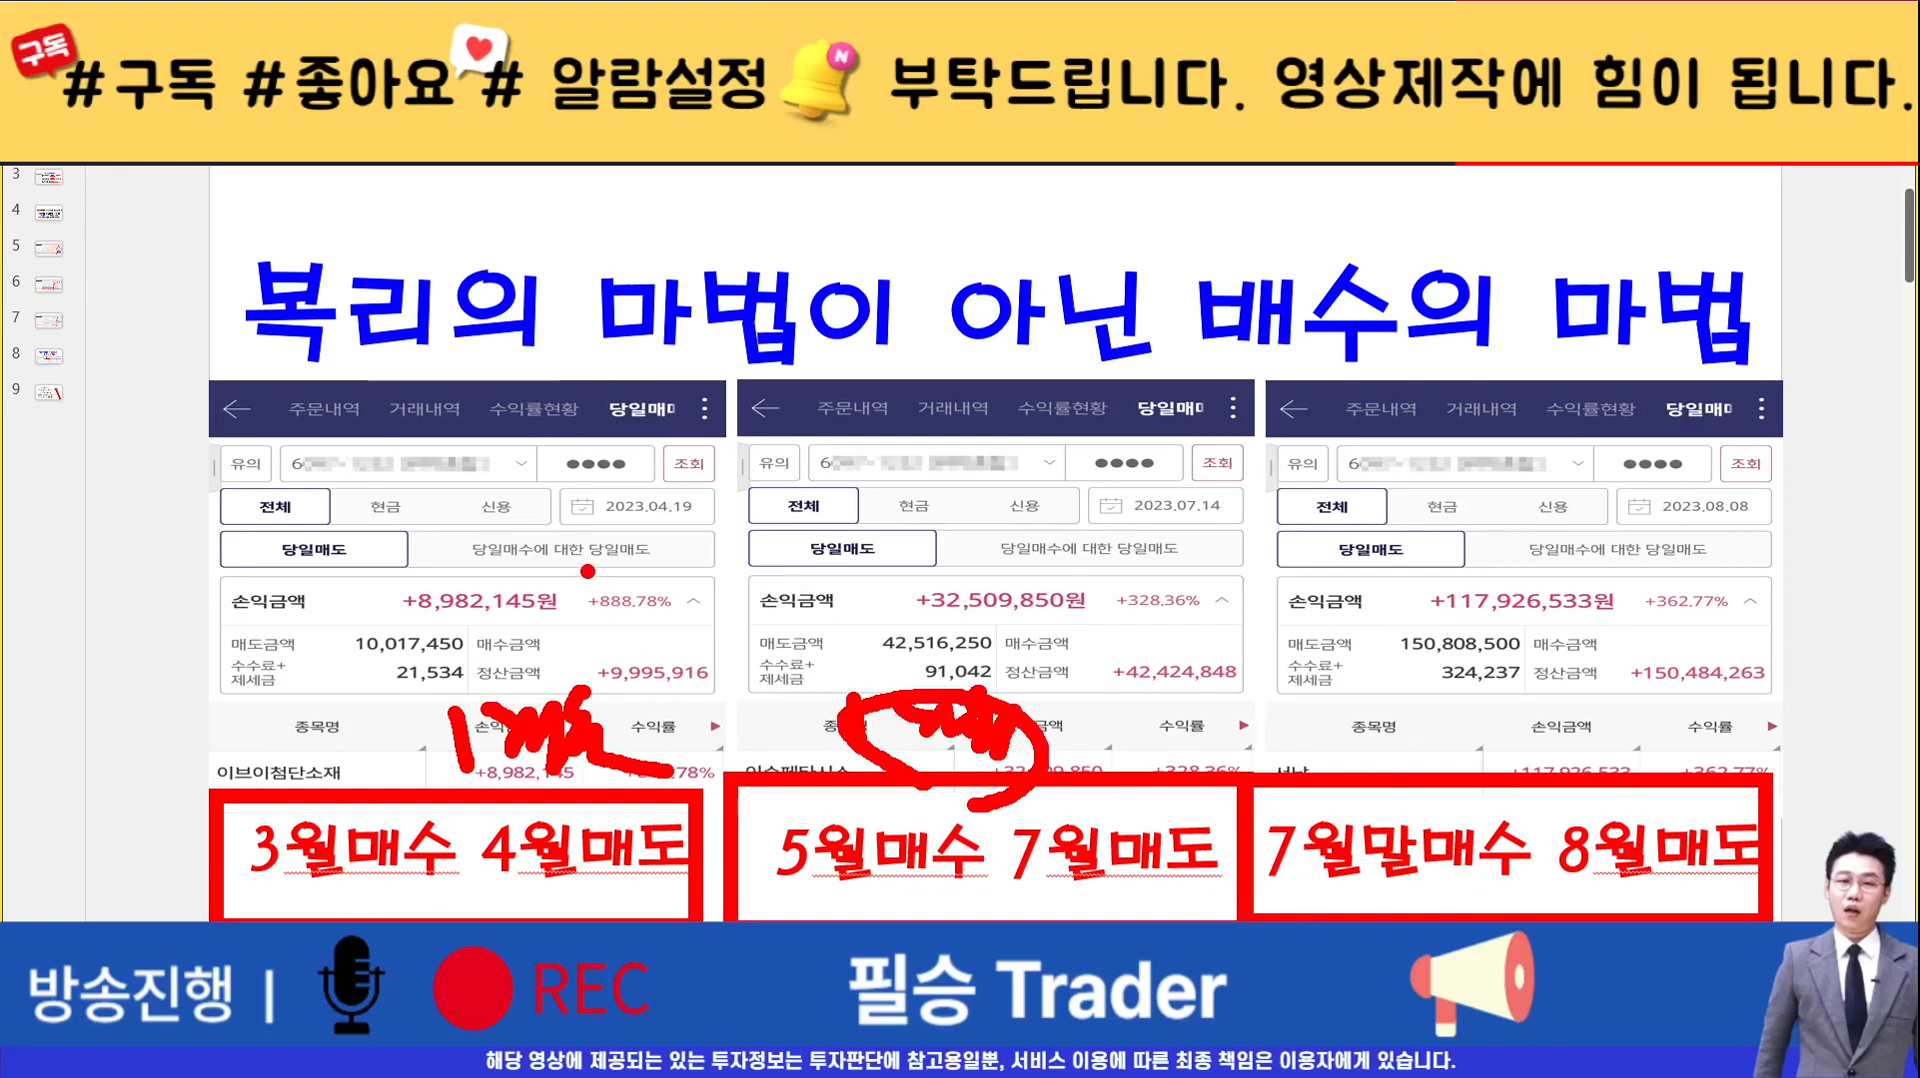 구독
#구독 #좋아요 # 알람설정 N 부탁드립니다. 영상제작에 힘이 됩니다.
3
4
5
6
7
8
9
복리의 마법이 아닌 배수의 마법
주문내역 거래내역 수익률현황 당일매
유의 6 조회
전체 현금 신용 2023.04.19
당일매도 당일매수에 대한 당일매도
손익금액 +8,982,145원 +888.78%
매도금액 10,017,450 매수금액
수수료+제세금 21,534 정산금액 +9,995,916
종목명 수익률
이브이첨단소재 +8,982,145
3월매수 4월매도
주문내역 거래내역 수익률현황 당일매
유의 6 조회
전체 현금 신용 2023.07.14
당일매도 당일매수에 대한 당일매도
손익금액 +32,509,850원 +328.36%
매도금액 42,516,250 매수금액
수수료+제세금 91,042 정산금액 +42,424,848
수익률
+328.36%
5월매수 7월매도
주문내역 거래내역 수익률현황 당일매
유의 6 조회
전체 현금 신용 2023.08.08
당일매도 당일매수에 대한 당일매도
손익금액 +117,926,533원 +362.77%
매도금액 150,808,500 매수금액
수수료+제세금 324,237 정산금액 +150,484,263
종목명 손익금액 수익률
+117,926,533 +362.77%
7월말매수 8월매도
방송진행 | REC 필승 Trader
해당 영상에 제공되는 있는 투자정보는 투자판단에 참고용일뿐, 서비스 이용에 따른 최종 책임은 이용자에게 있습니다.